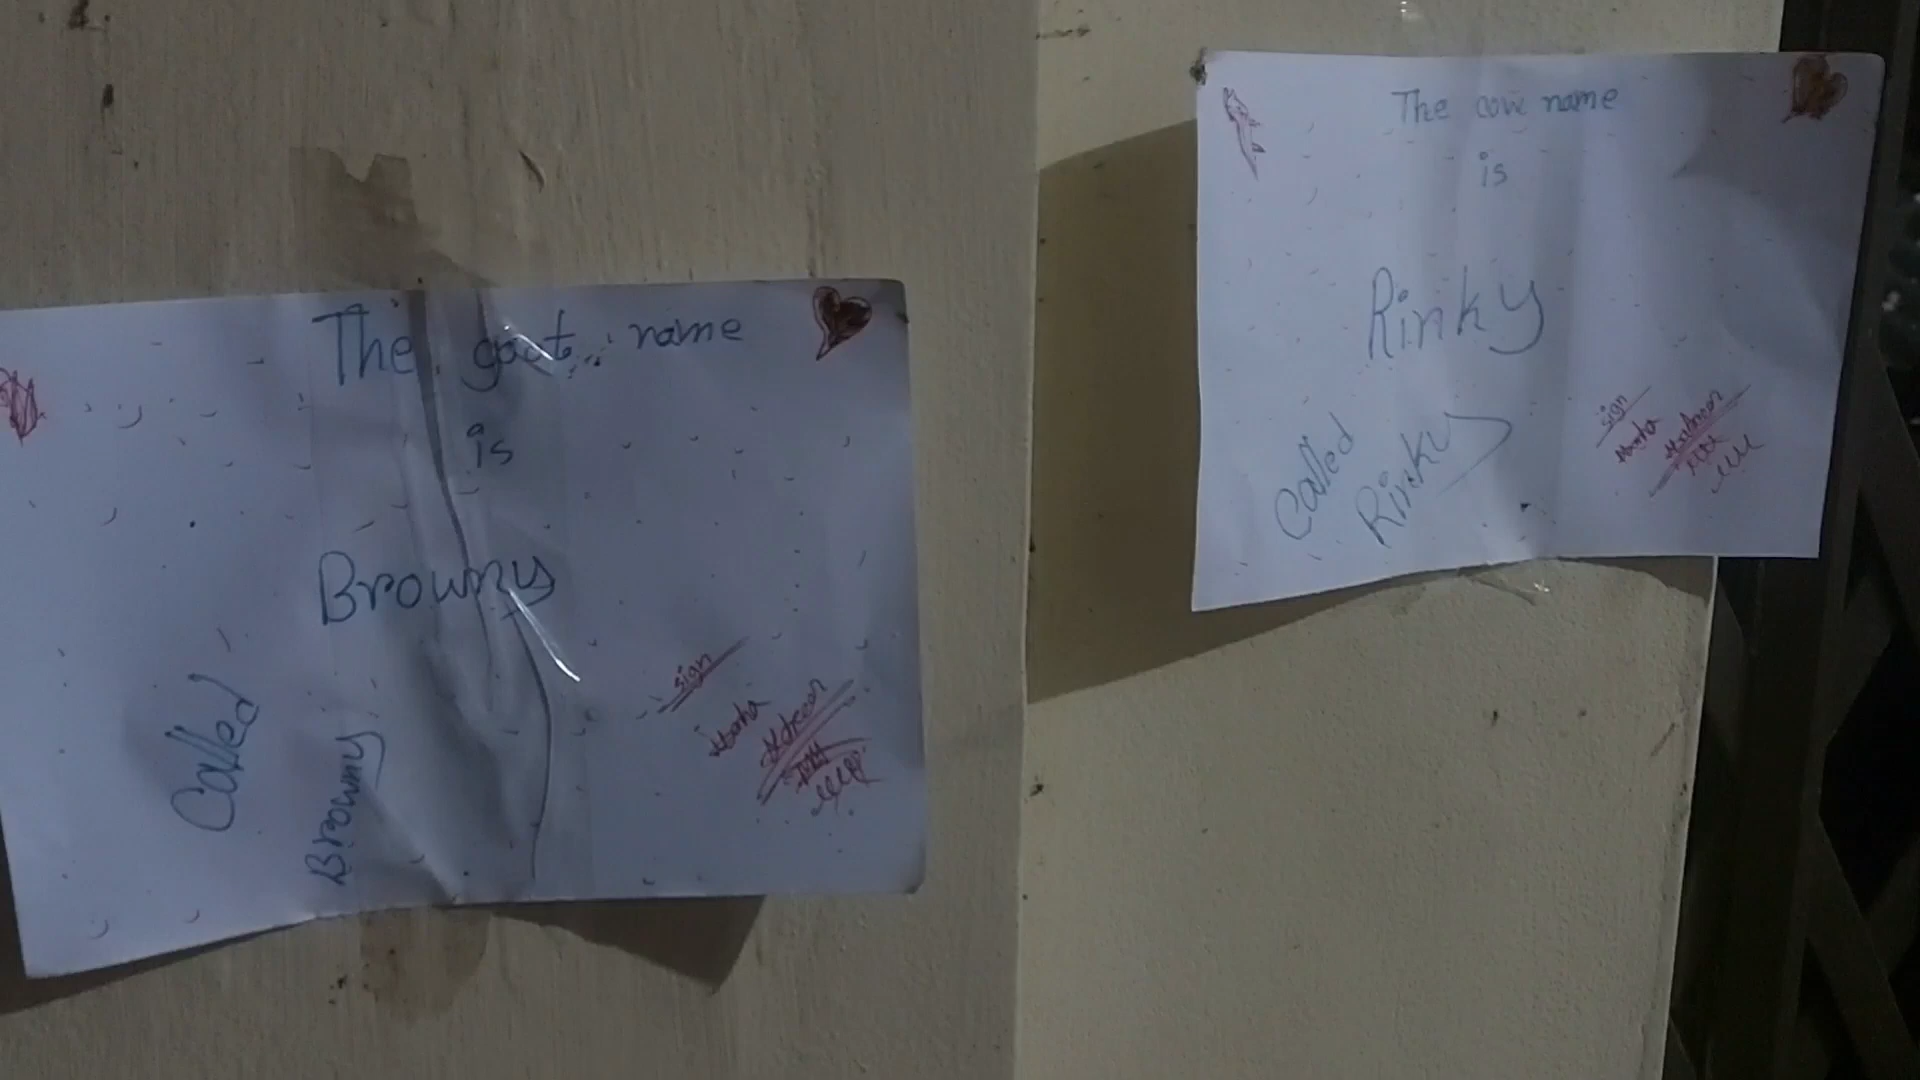 The goat name
is
Browny
Called
Browny
sign
The cow name
is
Rinky
Called
Rinky
sign